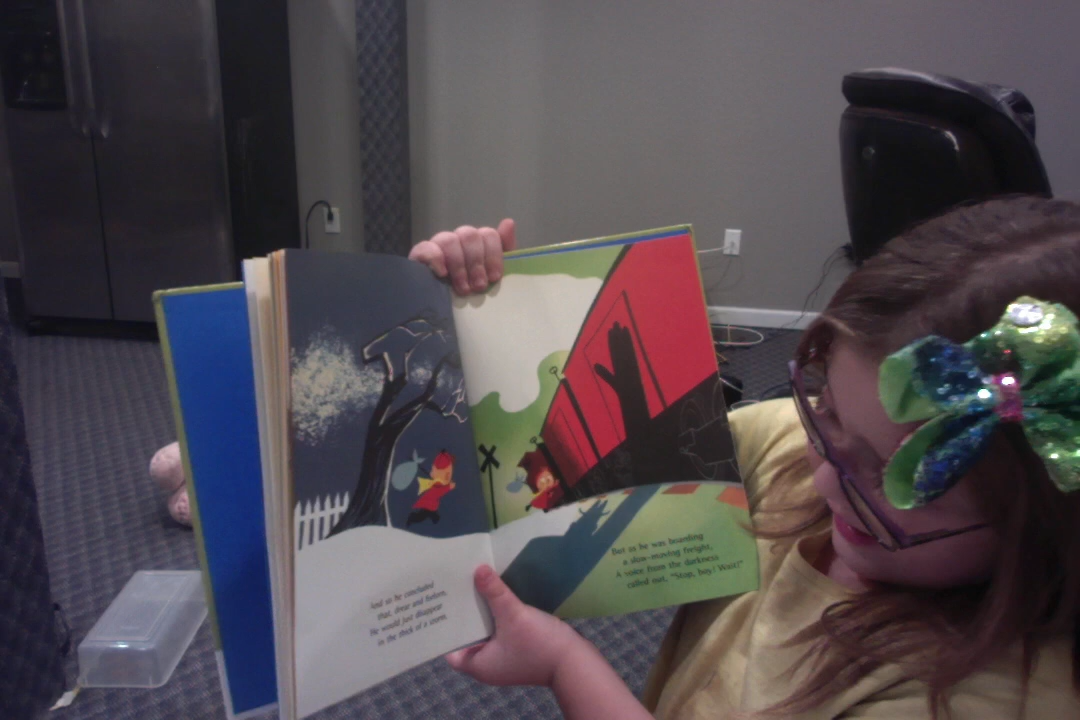 And so he concluded
that, dear and forlorn,
He would just disappear
in the thick of a storm.
But as he was boarding
a slow-moving freight,
A voice from the darkness
called out, "Stop, boy! Wait!"